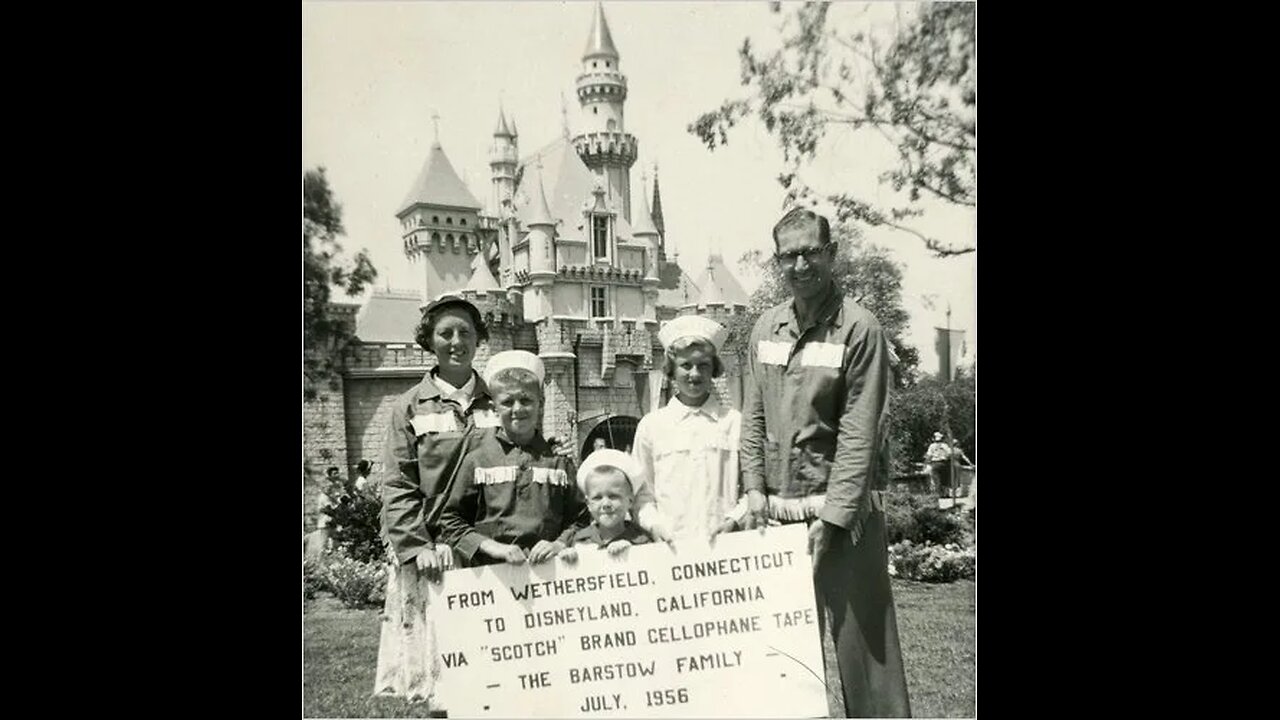 FROM WETHERSFIELD, CONNECTICUT
TO DISNEYLAND, CALIFORNIA
VIA "SCOTCH" BRAND CELLOPHANE TAPE
- THE BARSTOW FAMILY -
JULY, 1956